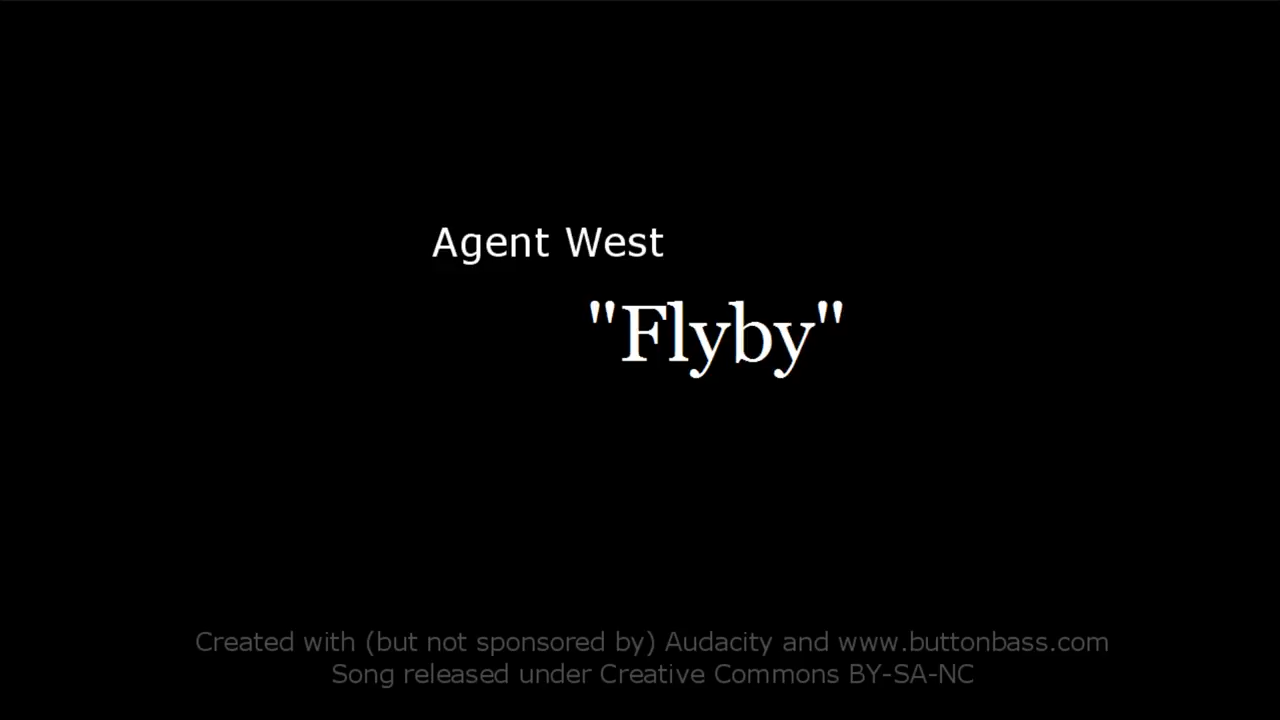 Agent West
"Flyby"
Created with (but not sponsored by) Audacity and www.buttonbass.com
Song released under Creative Commons BY-SA-NC